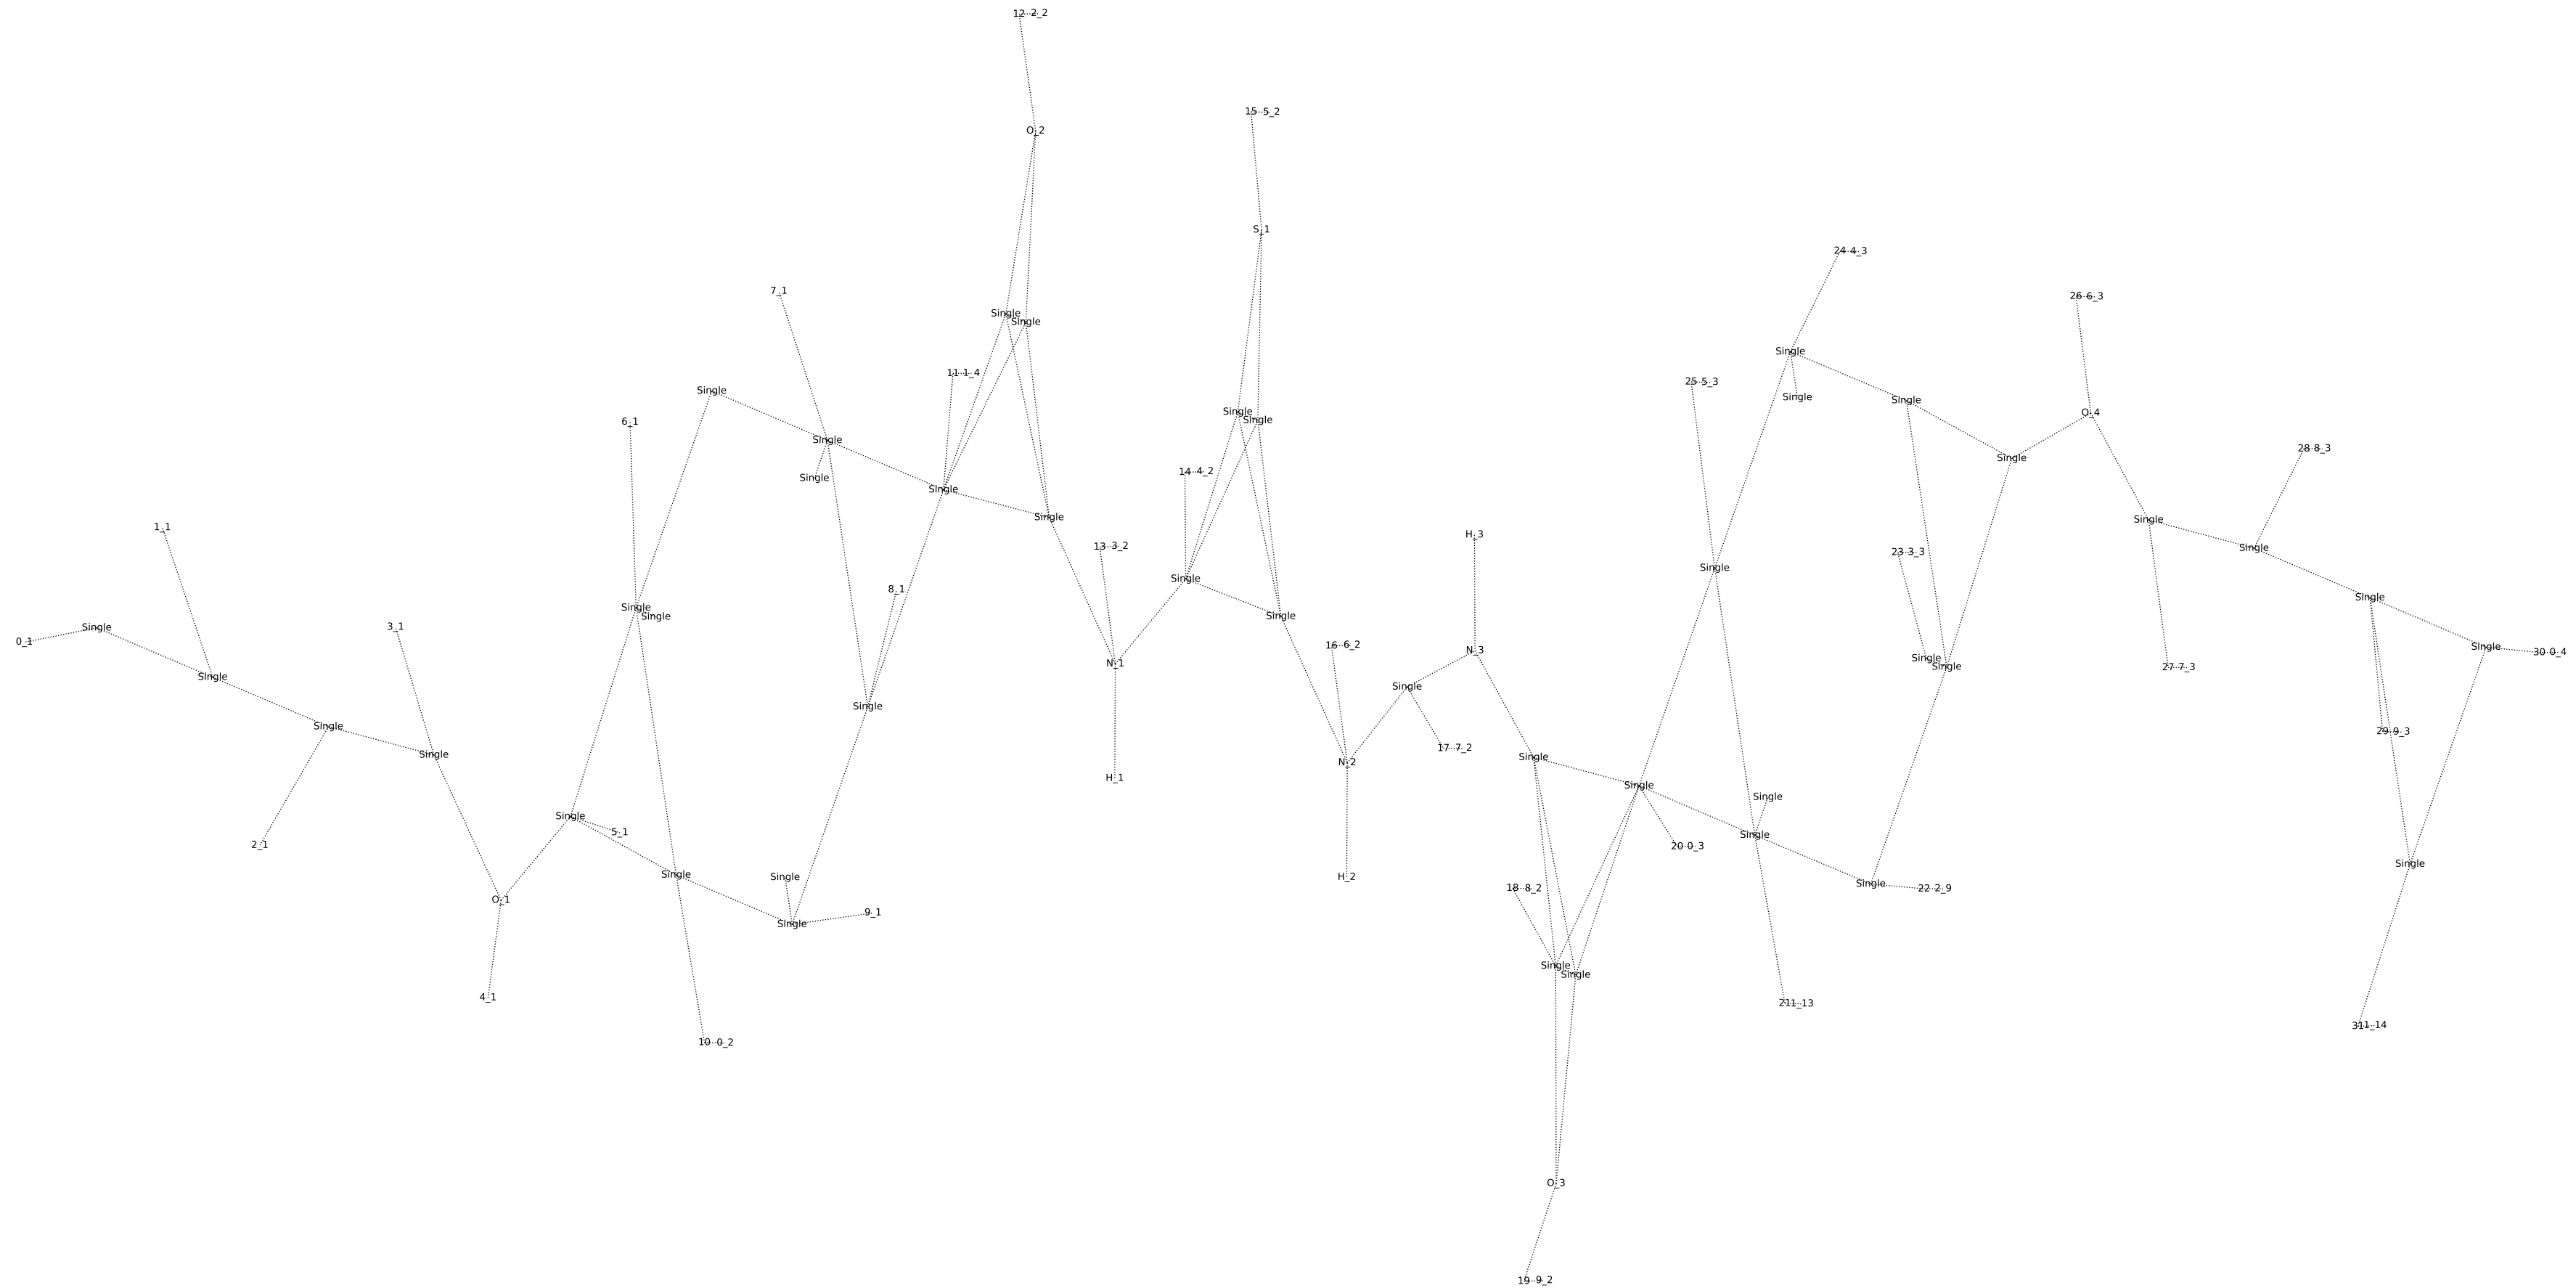 12 2_2
15 5_2
O_2
S_1
24 4_3
7_1
26 6_3
Single
Single
Single
11 1_4
25 5_3
Single
Single
Single
Single
Single
O_4
Single
6_1
Single
28 8_3
Single
Single
14 4_2
Single
Single
Single
1_1
Single
H_3
13 3_2
Single
23 3_3
Single
Single
8_1
Single
Single
Single
Single
3_1
Single
0_1
16 6_2
Single
N_3
30 0_4
Single
N_1
Single
27 7_3
Single
Single
Single
Single
29 9_3
17 7_2
Single
Single
N_2
H_1
Single
Single
Single
5_1
Single
2_1
20 0_3
Single
Single
Single
H_2
Single
22 2_9
18 8_2
O_1
9_1
Single
Single
Single
4_1
211_13
311_14
10 0_2
O_3
19 9_2